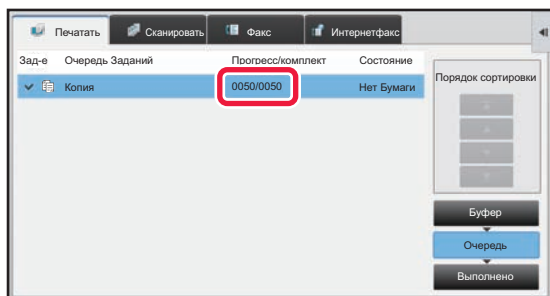 Печатать Сканировать Факс Интернетфакс
Зад-е Очередь Заданий Прогресс/комплект Состояние
Копия 0050/0050 Нет Бумаги
Порядок сортировки
Буфер
Очередь
Выполнено